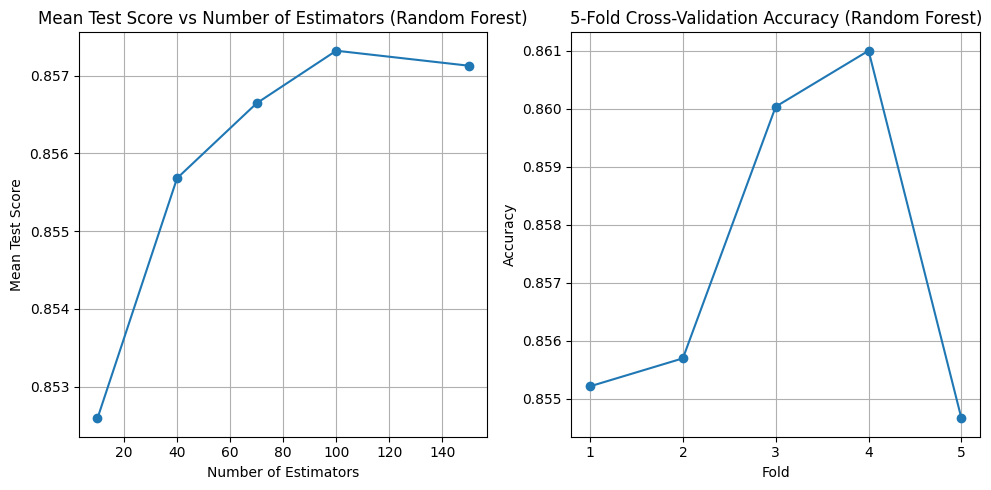 Mean Test Score vs Number of Estimators (Random Forest)
Mean Test Score
0.857
0.856
0.855
0.854
0.853
20 40 60 80 100 120 140
Number of Estimators
5-Fold Cross-Validation Accuracy (Random Forest)
Accuracy
0.861
0.860
0.859
0.858
0.857
0.856
0.855
1 2 3 4 5
Fold